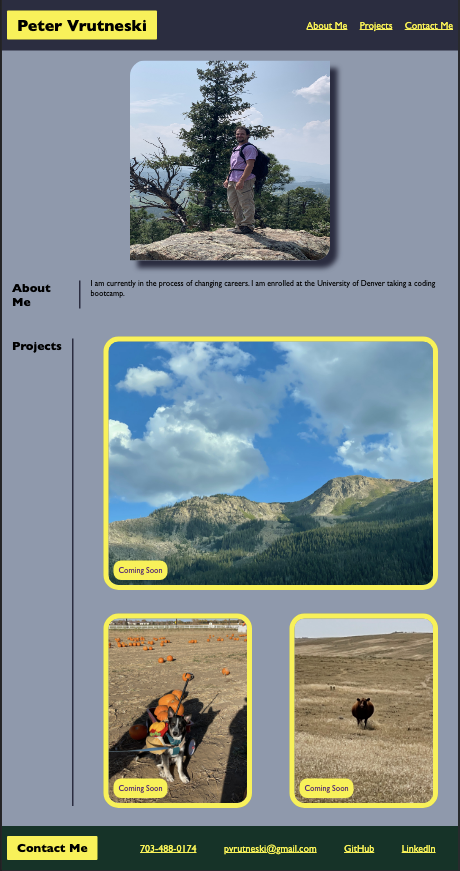 Peter Vrutneski
About Me Projects Contact Me
About
Me
I am currently in the process of changing careers. I am enrolled at the University of Denver taking a coding
bootcamp.
Projects
Coming Soon
Coming Soon
Coming Soon
Contact Me
703-488-0174 pvrutneski@gmail.com GitHub LinkedIn